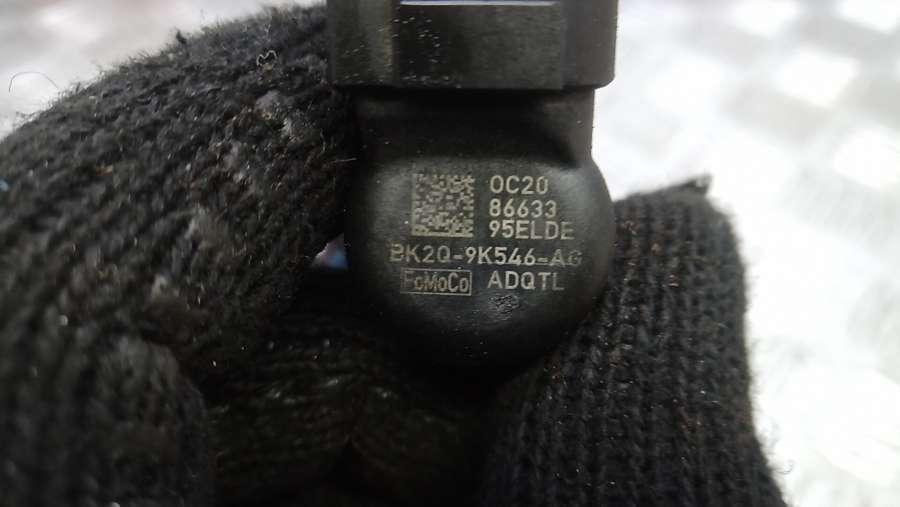 0C20
86633
95ELDE
BK2Q-9K546-AG
FoMoCo
ADQTL